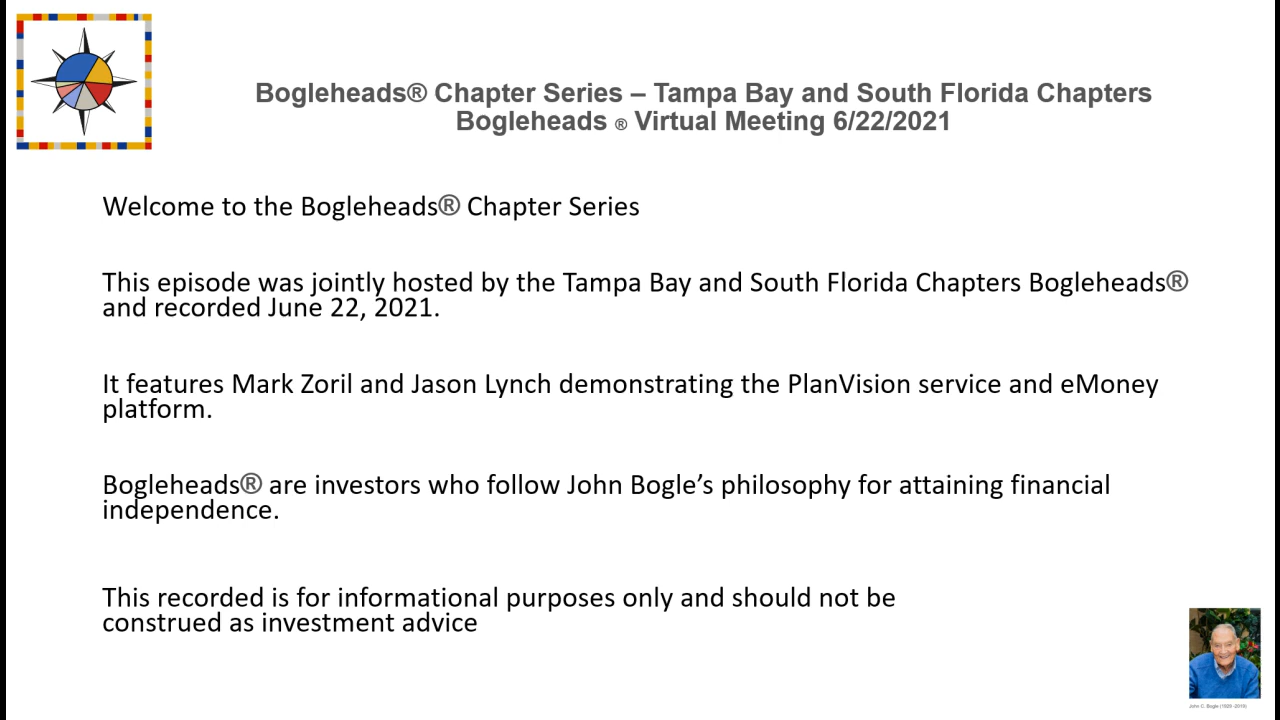 Bogleheads® Chapter Series – Tampa Bay and South Florida Chapters
Bogleheads ® Virtual Meeting 6/22/2021
Welcome to the Bogleheads® Chapter Series
This episode was jointly hosted by the Tampa Bay and South Florida Chapters Bogleheads®
and recorded June 22, 2021.
It features Mark Zoril and Jason Lynch demonstrating the PlanVision service and eMoney
platform.
Bogleheads® are investors who follow John Bogle’s philosophy for attaining financial
independence.
This recorded is for informational purposes only and should not be
construed as investment advice
John C. Bogle (1929 -2019)